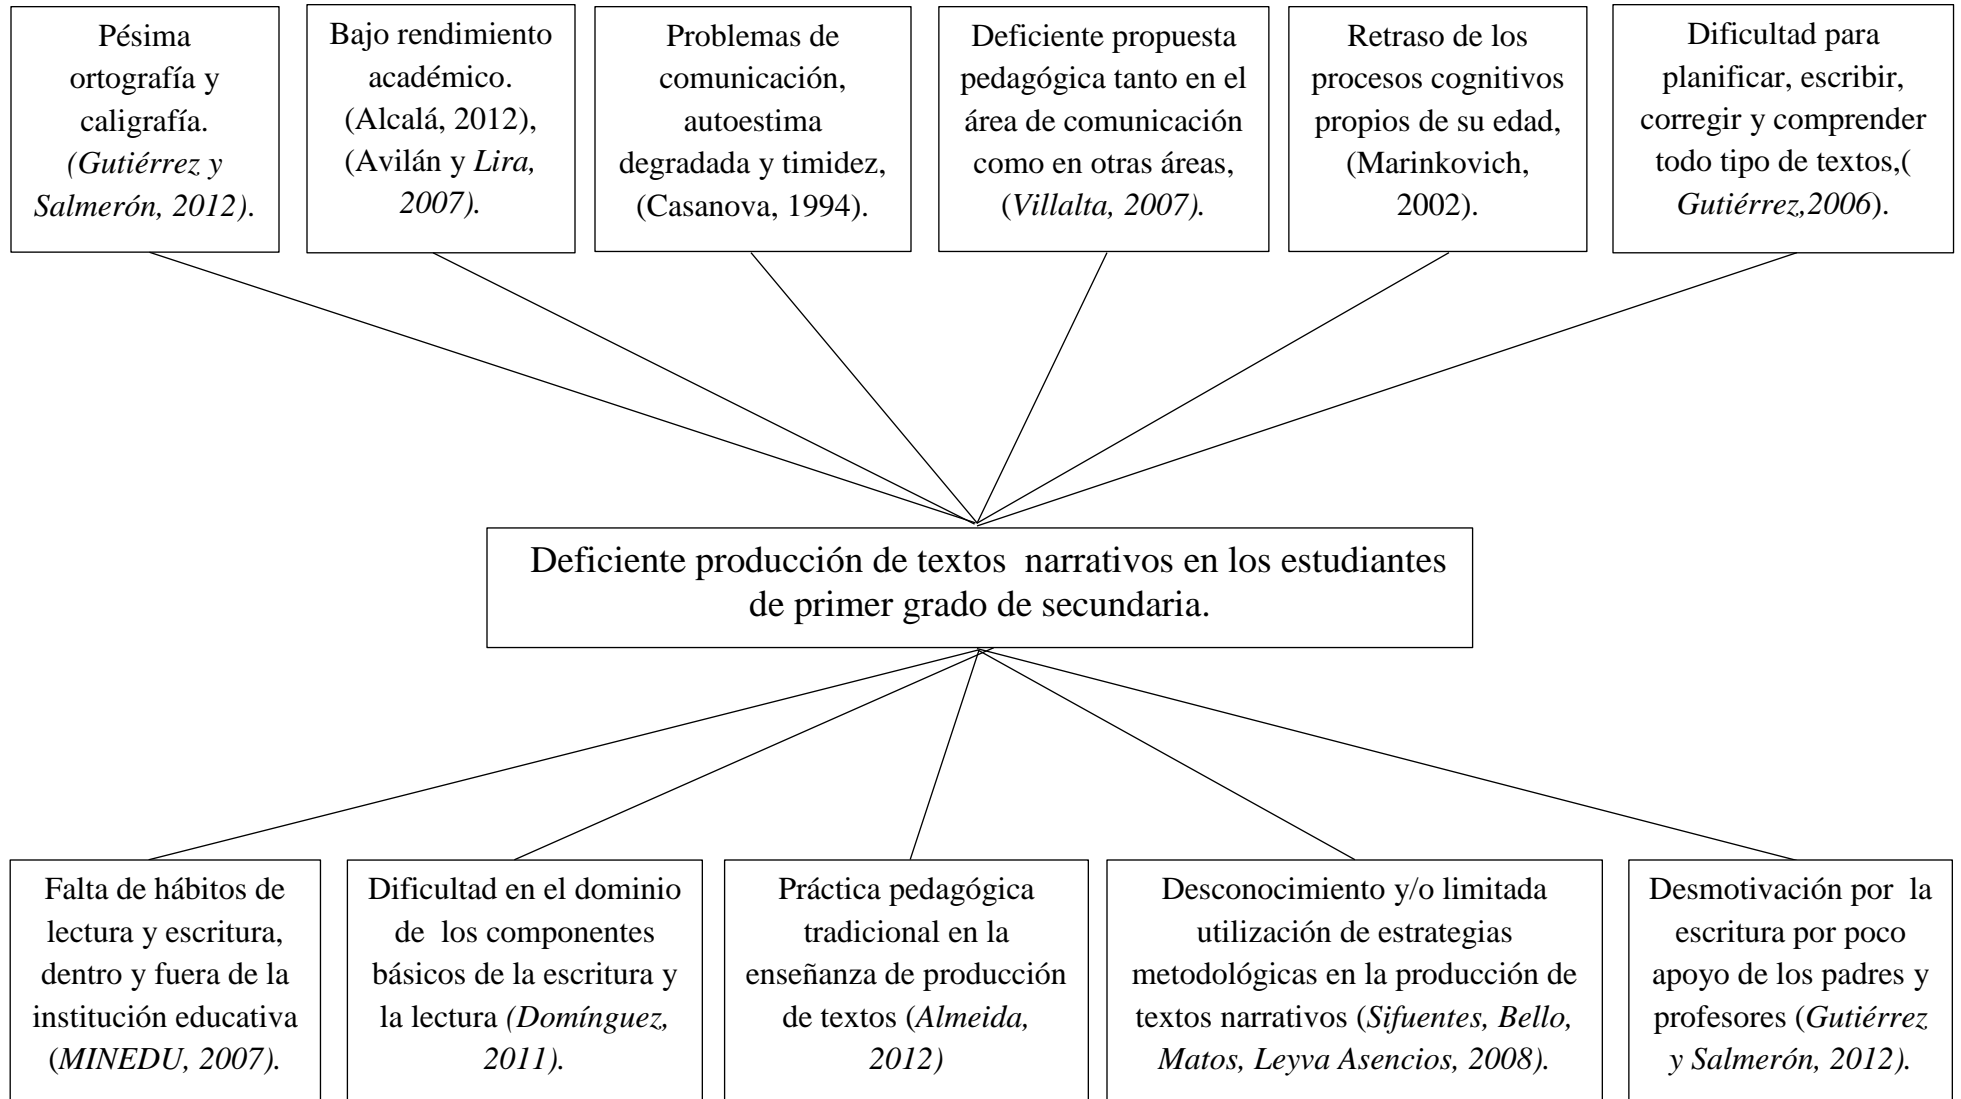 Pésima
ortografía y
caligrafía.
(Gutiérrez y
Salmerón, 2012).
Bajo rendimiento
académico.
(Alcalá, 2012),
(Avilán y Lira,
2007).
Problemas de
comunicación,
autoestima
degradada y timidez,
(Casanova, 1994).
Deficiente propuesta
pedagógica tanto en el
área de comunicación
como en otras áreas,
(Villalta, 2007).
Retraso de los
procesos cognitivos
propios de su edad,
(Marinkovich,
2002).
Dificultad para
planificar, escribir,
corregir y comprender
todo tipo de textos,(
Gutiérrez,2006).
Deficiente producción de textos  narrativos en los estudiantes
de primer grado de secundaria.
Falta de hábitos de
lectura y escritura,
dentro y fuera de la
institución educativa
(MINEDU, 2007).
Dificultad en el dominio
de  los componentes
básicos de la escritura y
la lectura (Domínguez,
2011).
Práctica pedagógica
tradicional en la
enseñanza de producción
de textos (Almeida,
2012)
Desconocimiento y/o limitada
utilización de estrategias
metodológicas en la producción de
textos narrativos (Sifuentes, Bello,
Matos, Leyva Asencios, 2008).
Desmotivación por  la
escritura por poco
apoyo de los padres y
profesores (Gutiérrez
y Salmerón, 2012).